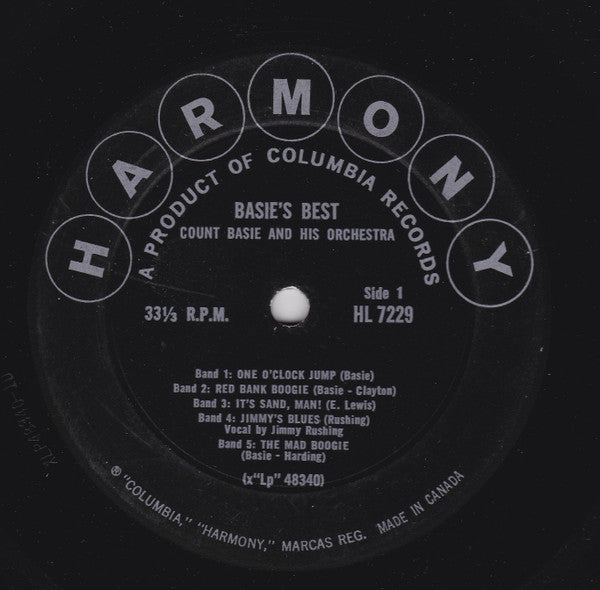 HARMONY
A PRODUCT OF COLUMBIA RECORDS
BASIE'S BEST
COUNT BASIE AND HIS ORCHESTRA
33⅓ R.P.M.
Side 1
HL 7229
Band 1: ONE O'CLOCK JUMP (Basie)
Band 2: RED BANK BOOGIE (Basie - Clayton)
Band 3: IT'S SAND, MAN! (E. Lewis)
Band 4: JIMMY'S BLUES (Rushing)
Vocal by Jimmy Rushing
Band 5: THE MAD BOOGIE
(Basie - Harding)
(x"Lp" 48340)
® "COLUMBIA," "HARMONY," MARCAS REG. MADE IN CANADA